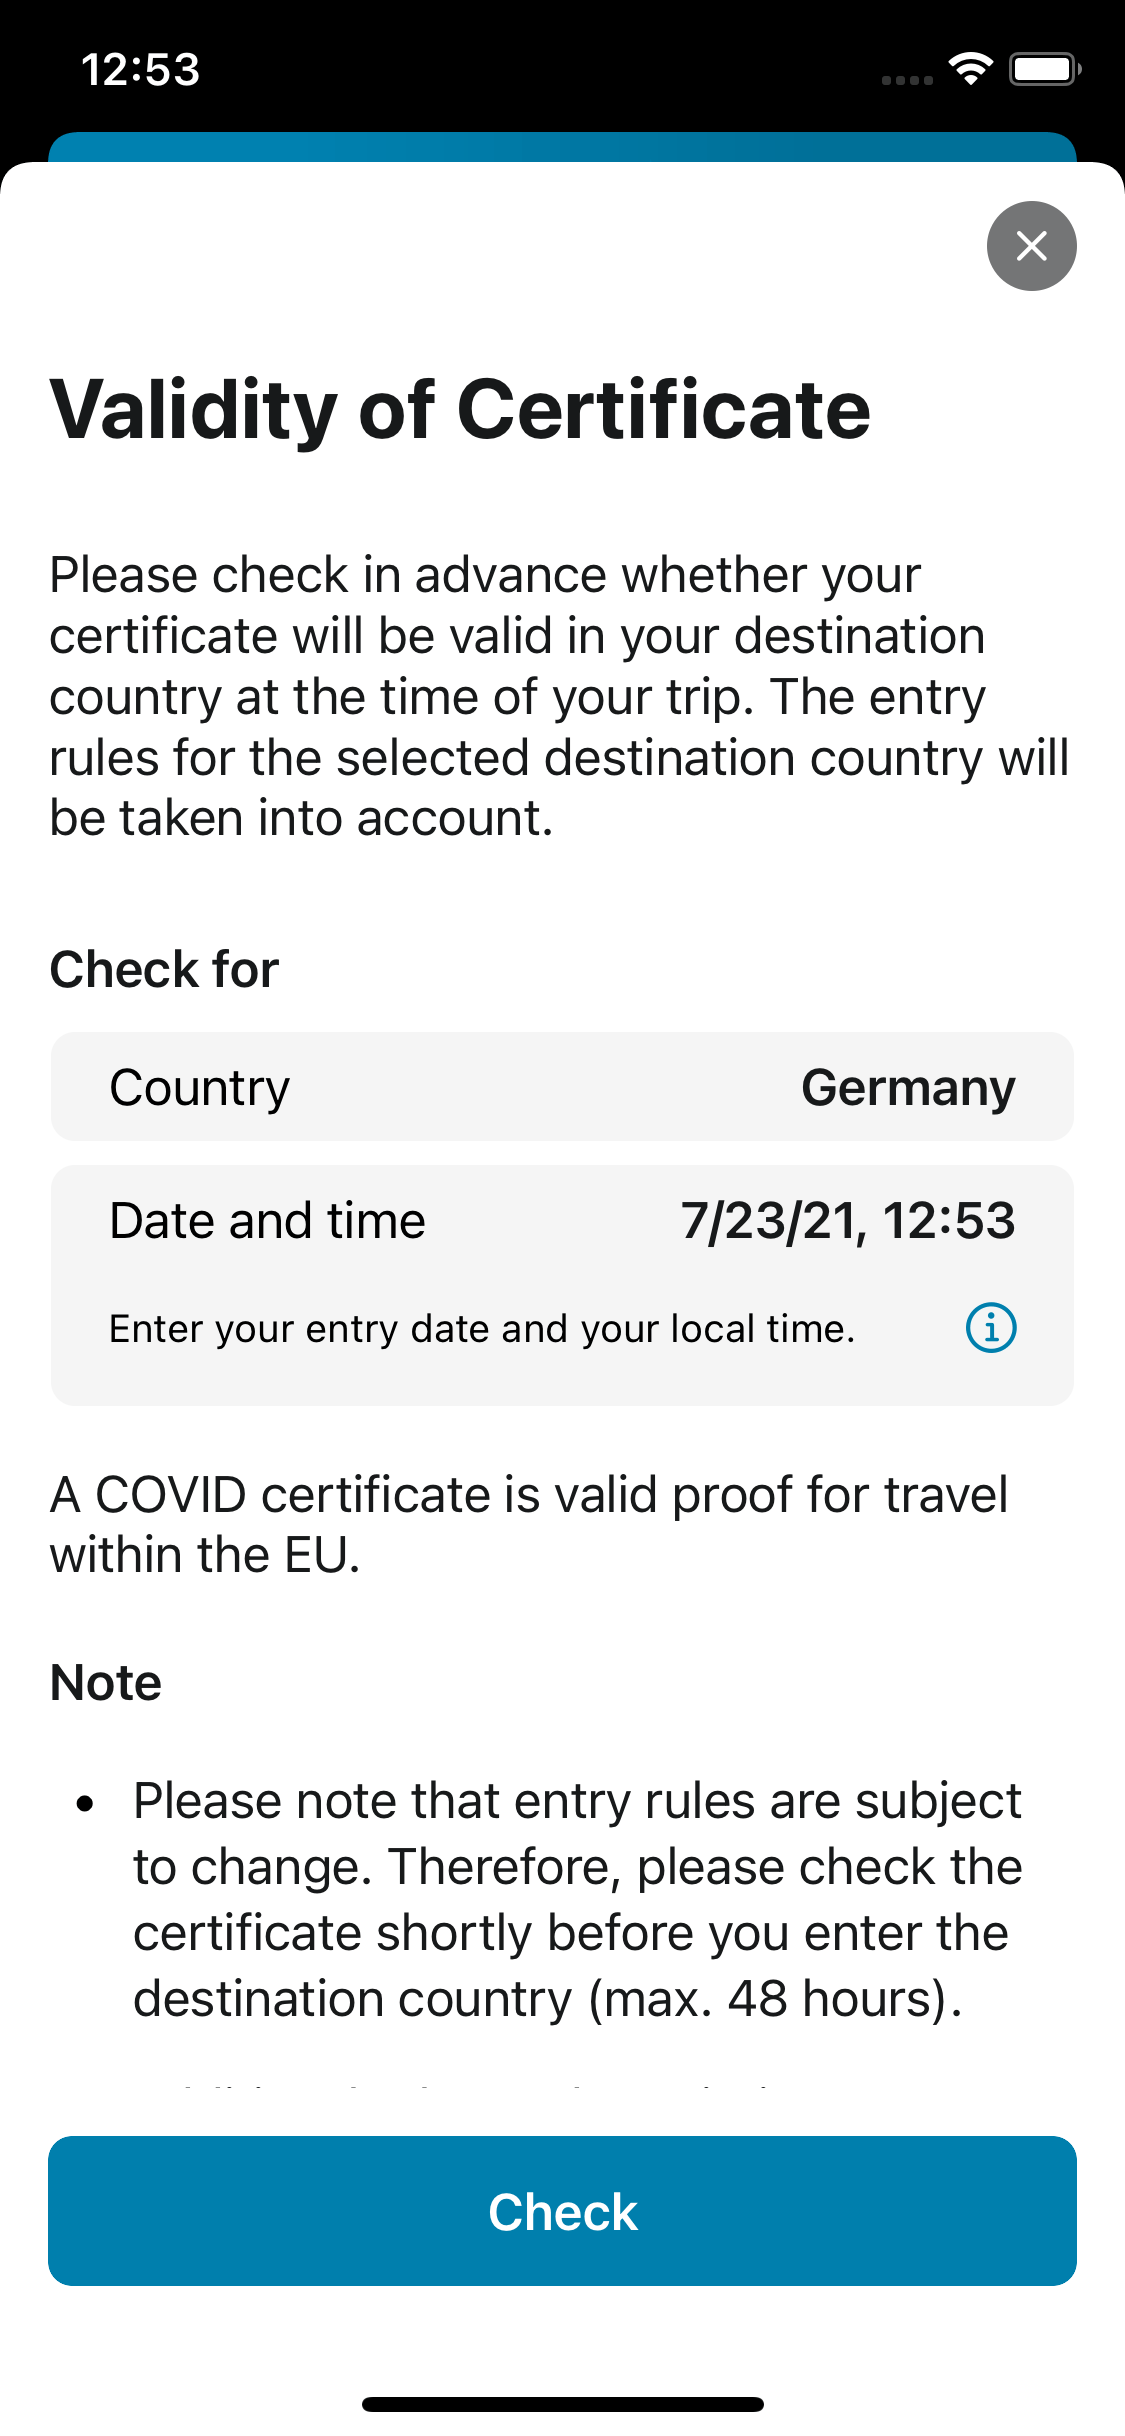 12:53
Validity of Certificate
Please check in advance whether your
certificate will be valid in your destination
country at the time of your trip. The entry
rules for the selected destination country will
be taken into account.
Check for
Country Germany
Date and time 7/23/21, 12:53
Enter your entry date and your local time.
A COVID certificate is valid proof for travel
within the EU.
Note
• Please note that entry rules are subject
to change. Therefore, please check the
certificate shortly before you enter the
destination country (max. 48 hours).
Check